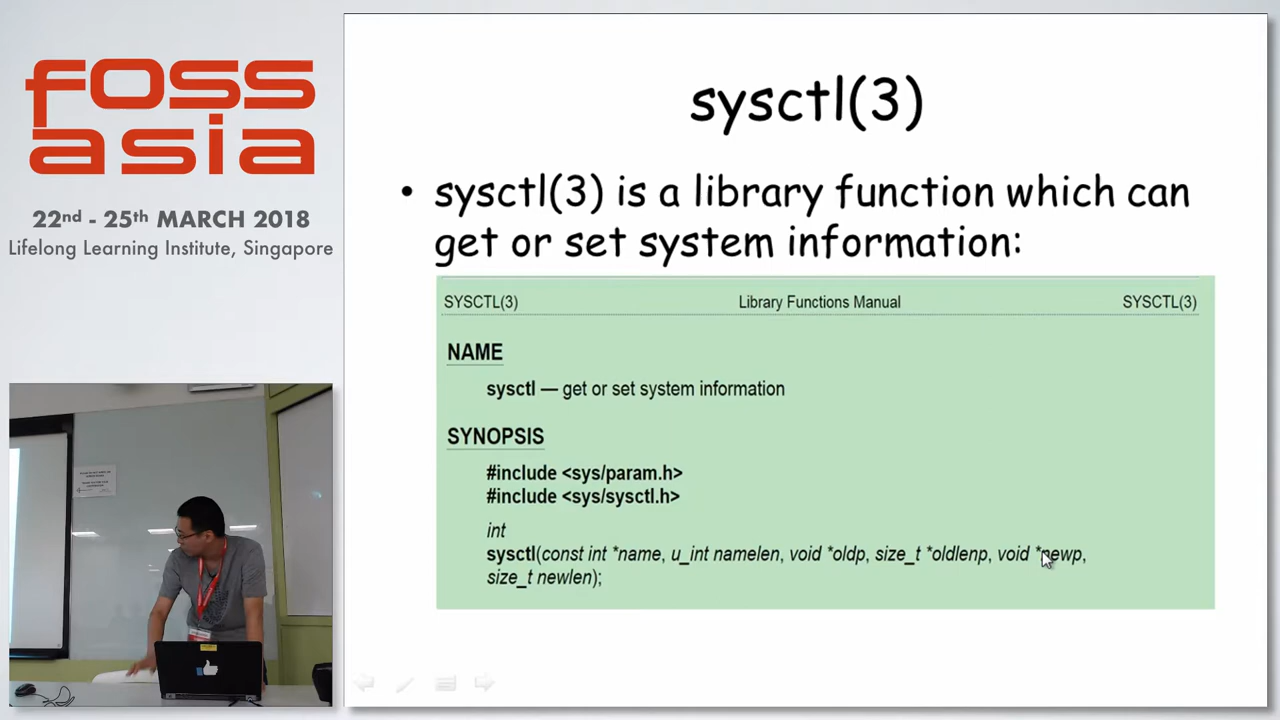 foss
asia
22nd - 25th MARCH 2018
Lifelong Learning Institute, Singapore
sysctl(3)
• sysctl(3) is a library function which can
get or set system information:
SYSCTL(3) Library Functions Manual SYSCTL(3)
NAME
sysctl — get or set system information
SYNOPSIS
#include <sys/param.h>
#include <sys/sysctl.h>
int
sysctl(const int *name, u_int namelen, void *oldp, size_t *oldlenp, void *newp,
size_t newlen);